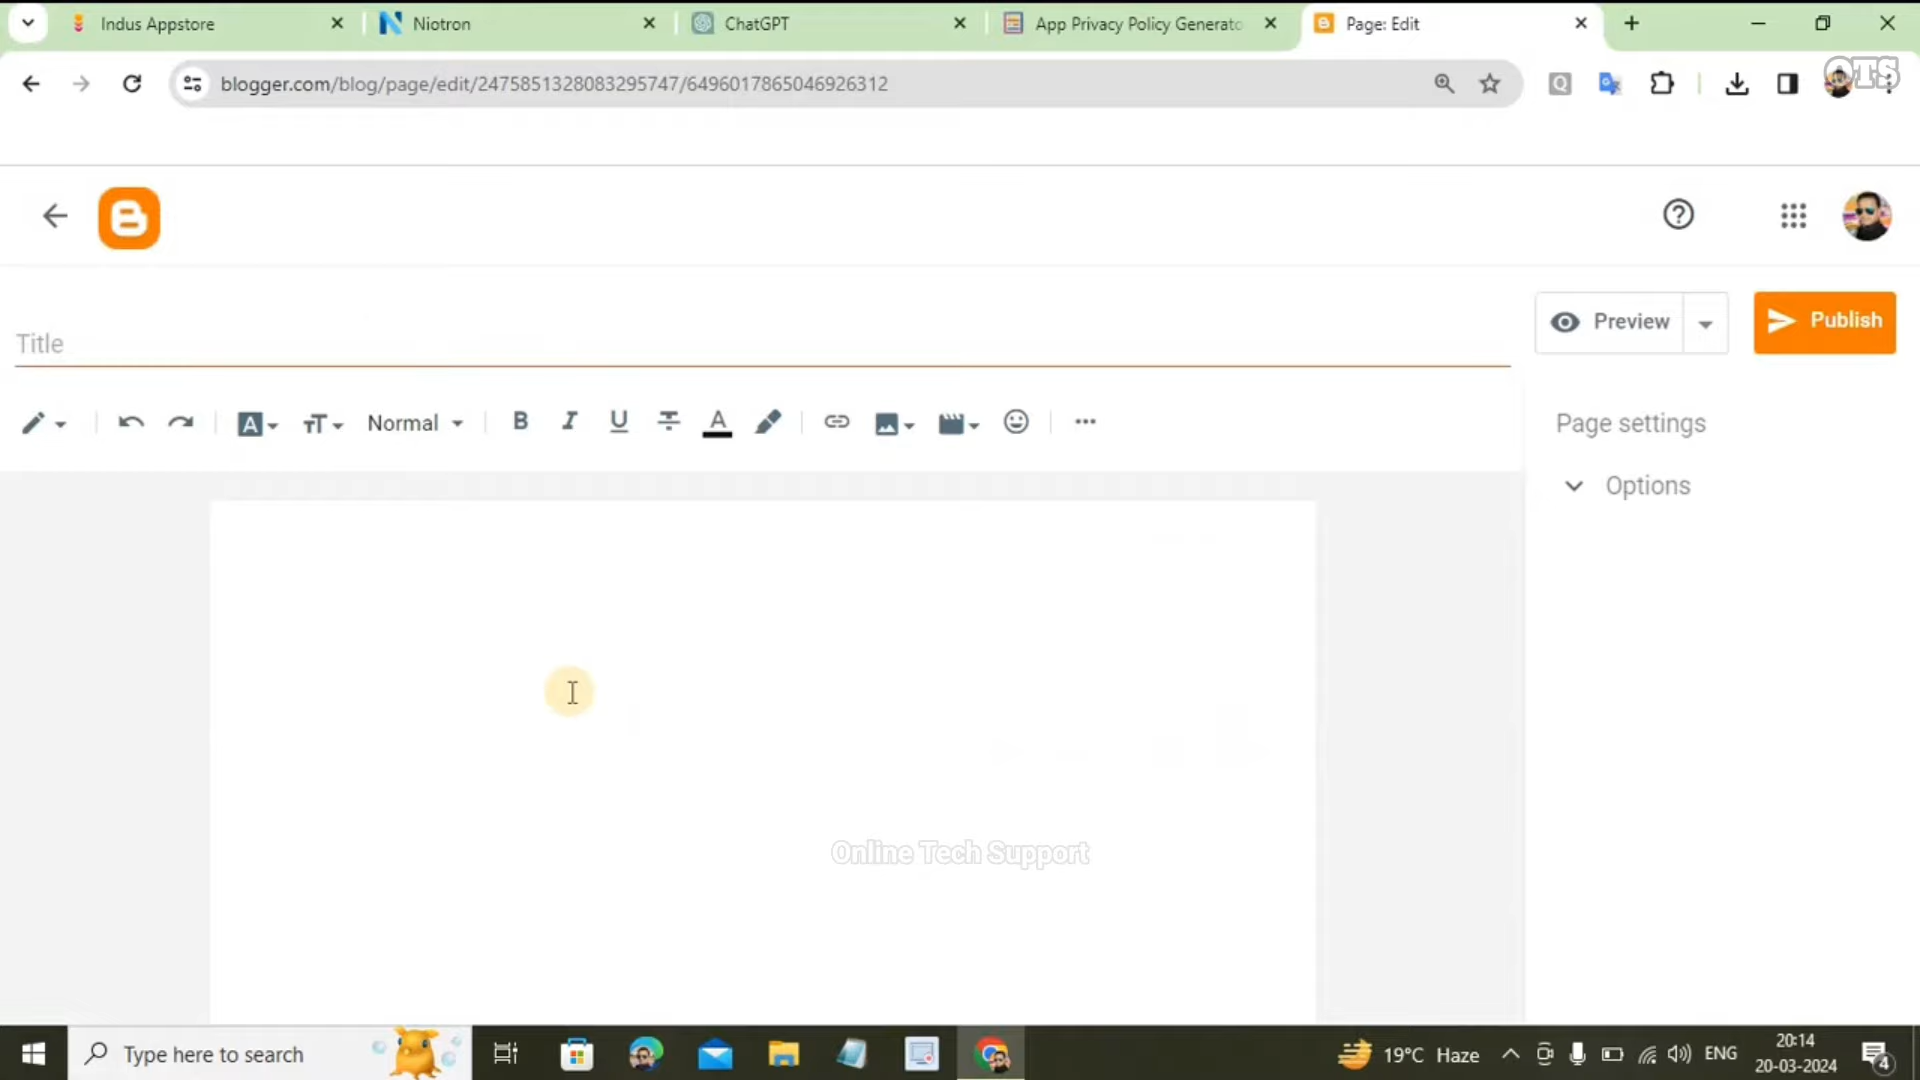 Indus Appstore
Niotron
ChatGPT
App Privacy Policy Generato
Page: Edit
blogger.com/blog/page/edit/2475851328083295747/6496017865046926312
OTS
Title
Preview
Publish
Normal
Page settings
Options
Online Tech Support
Type here to search
19°C Haze
ENG
20:14
20-03-2024
4